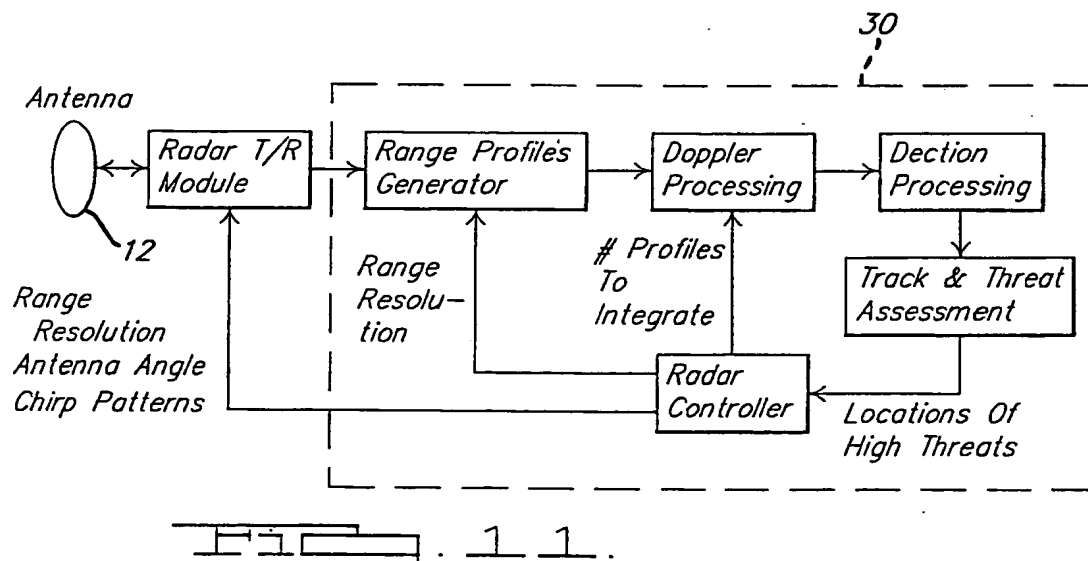 30
Antenna
Radar T/R
Module
Range Profile's
Generator
Doppler
Processing
Dection
Processing
12
Range
Resolution
Antenna Angle
Chirp Patterns
Range
Resolu-
tion
# Profiles
To
Integrate
Track & Threat
Assessment
Radar
Controller
Locations Of
High Threats
Fig. 11.